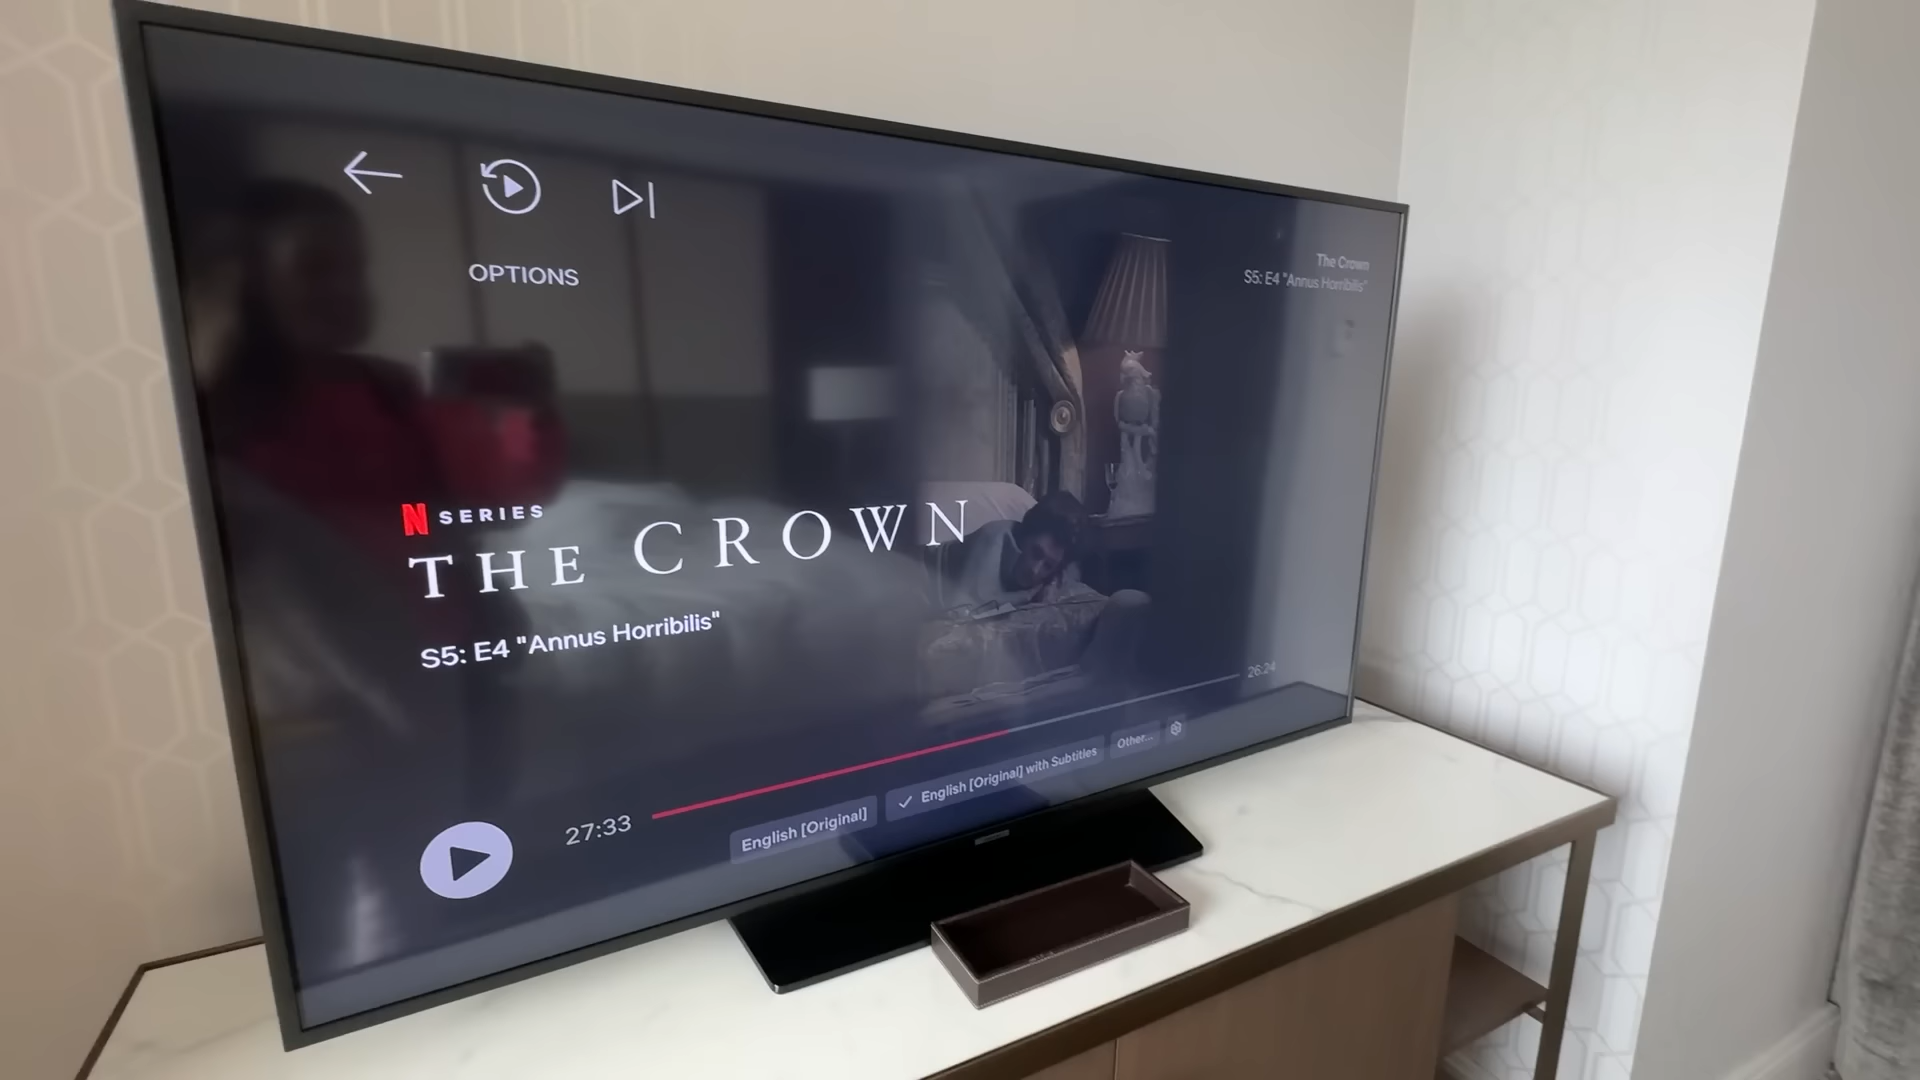 OPTIONS
The Crown
S5: E4 "Annus Horribilis"
N SERIES
THE CROWN
S5: E4 "Annus Horribilis"
26:24
27:33
English [Original]
English [Original] with Subtitles
Other...